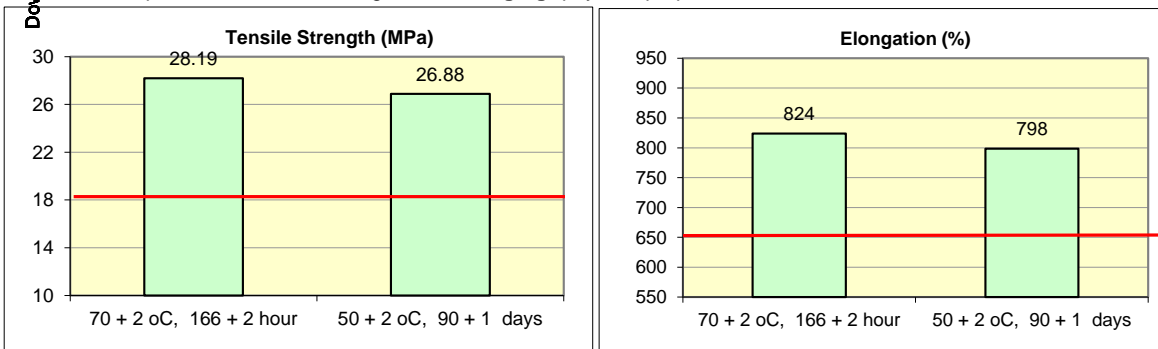 Dov
Tensile Strength (MPa)
30
26
22
18
14
10
28.19
26.88
70 + 2 oC, 166 + 2 hour
50 + 2 oC, 90 + 1 days
Elongation (%)
950
900
850
800
750
700
650
600
550
824
798
70 + 2 oC, 166 + 2 hour
50 + 2 oC, 90 + 1 days